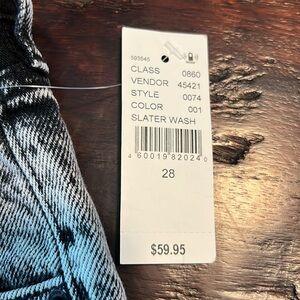 593545
CLASS 0860
VENDOR 45421
STYLE 0074
COLOR 001
SLATER WASH
4 60019 82024 0
28
$59.95